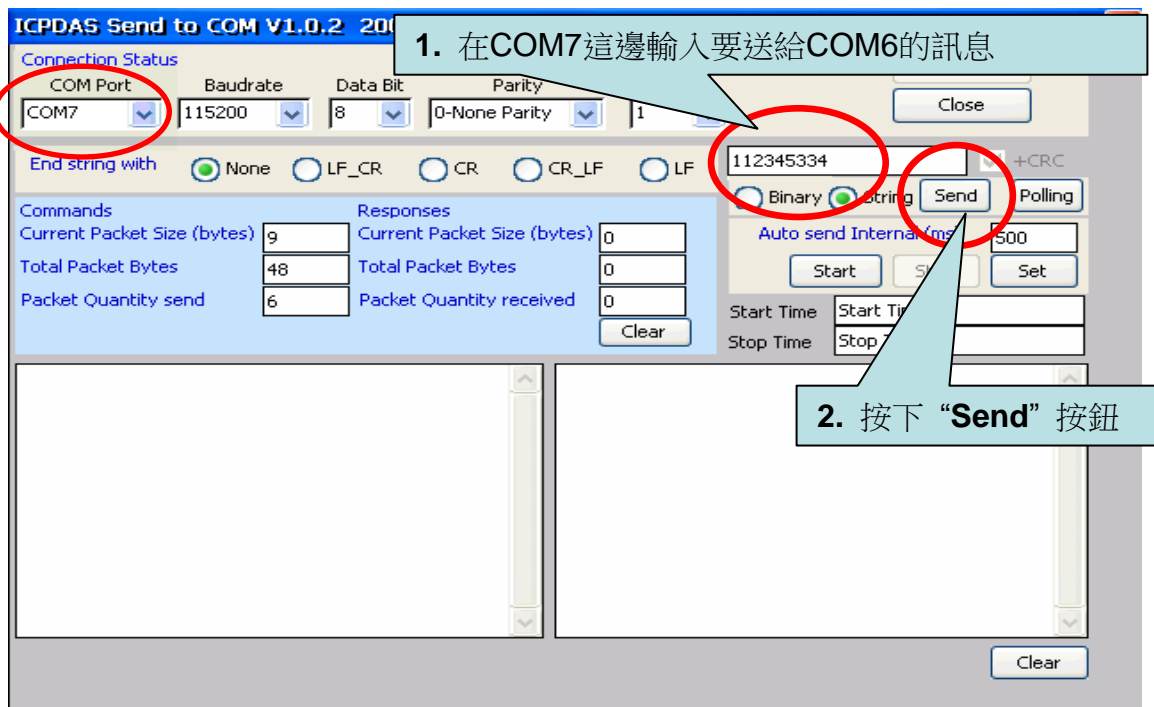 ICPDAS Send to COM V1.0.2 200
1. 在COM7這邊輸入要送給COM6的訊息
Connection Status
COM Port Baudrate Data Bit Parity
COM7 115200 8 0-None Parity 1
Close
End string with None LF_CR CR CR_LF LF
112345334 +CRC
Binary String Send Polling
Commands Responses
Current Packet Size (bytes) 9 Current Packet Size (bytes) 0
Total Packet Bytes 48 Total Packet Bytes 0
Packet Quantity send 6 Packet Quantity received 0
Clear
Auto send Internal (ms) 500
Start Set
Start Time Start
Stop Time Stop
2. 按下 “Send” 按鈕
Clear